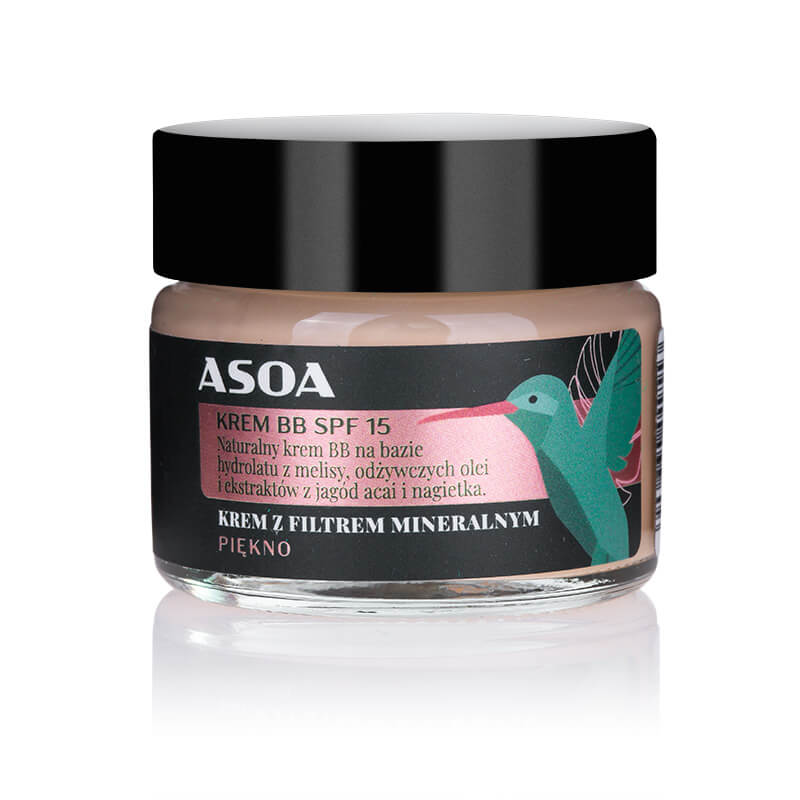 ASOA
KREM BB SPF 15
Naturalny krem BB na bazie
hydrolatu z melisy, odżywczych olei
i ekstraktów z jagód acai i nagietka.
KREM Z FILTREM MINERALNYM
PIĘKNO